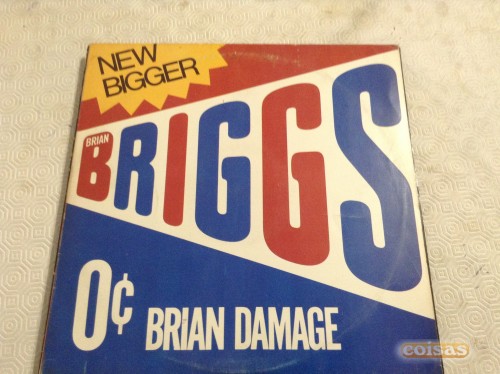 NEW
BIGGER
BRIAN
BRIGGS
0¢ BRIAN DAMAGE
coisas